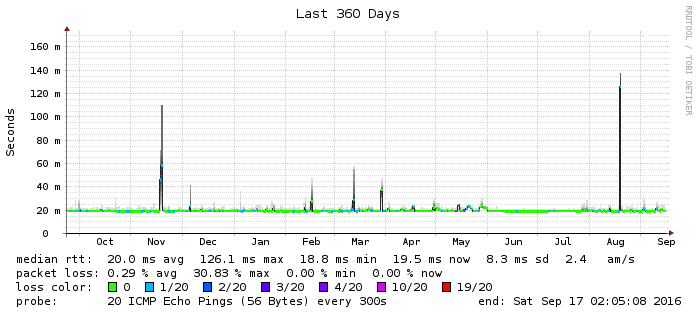 Last 360 Days
RRDTOOL / TOBI OETIKER
Seconds
160 m
140 m
120 m
100 m
80 m
60 m
40 m
20 m
0
Oct Nov Dec Jan Feb Mar Apr May Jun Jul Aug Sep
median rtt: 20.0 ms avg 126.1 ms max 18.8 ms min 19.5 ms now 8.3 ms sd 2.4 am/s
packet loss: 0.29 % avg 30.83 % max 0.00 % min 0.00 % now
loss color: 0 1/20 2/20 3/20 4/20 10/20 19/20
probe: 20 ICMP Echo Pings (56 Bytes) every 300s end: Sat Sep 17 02:05:08 2016